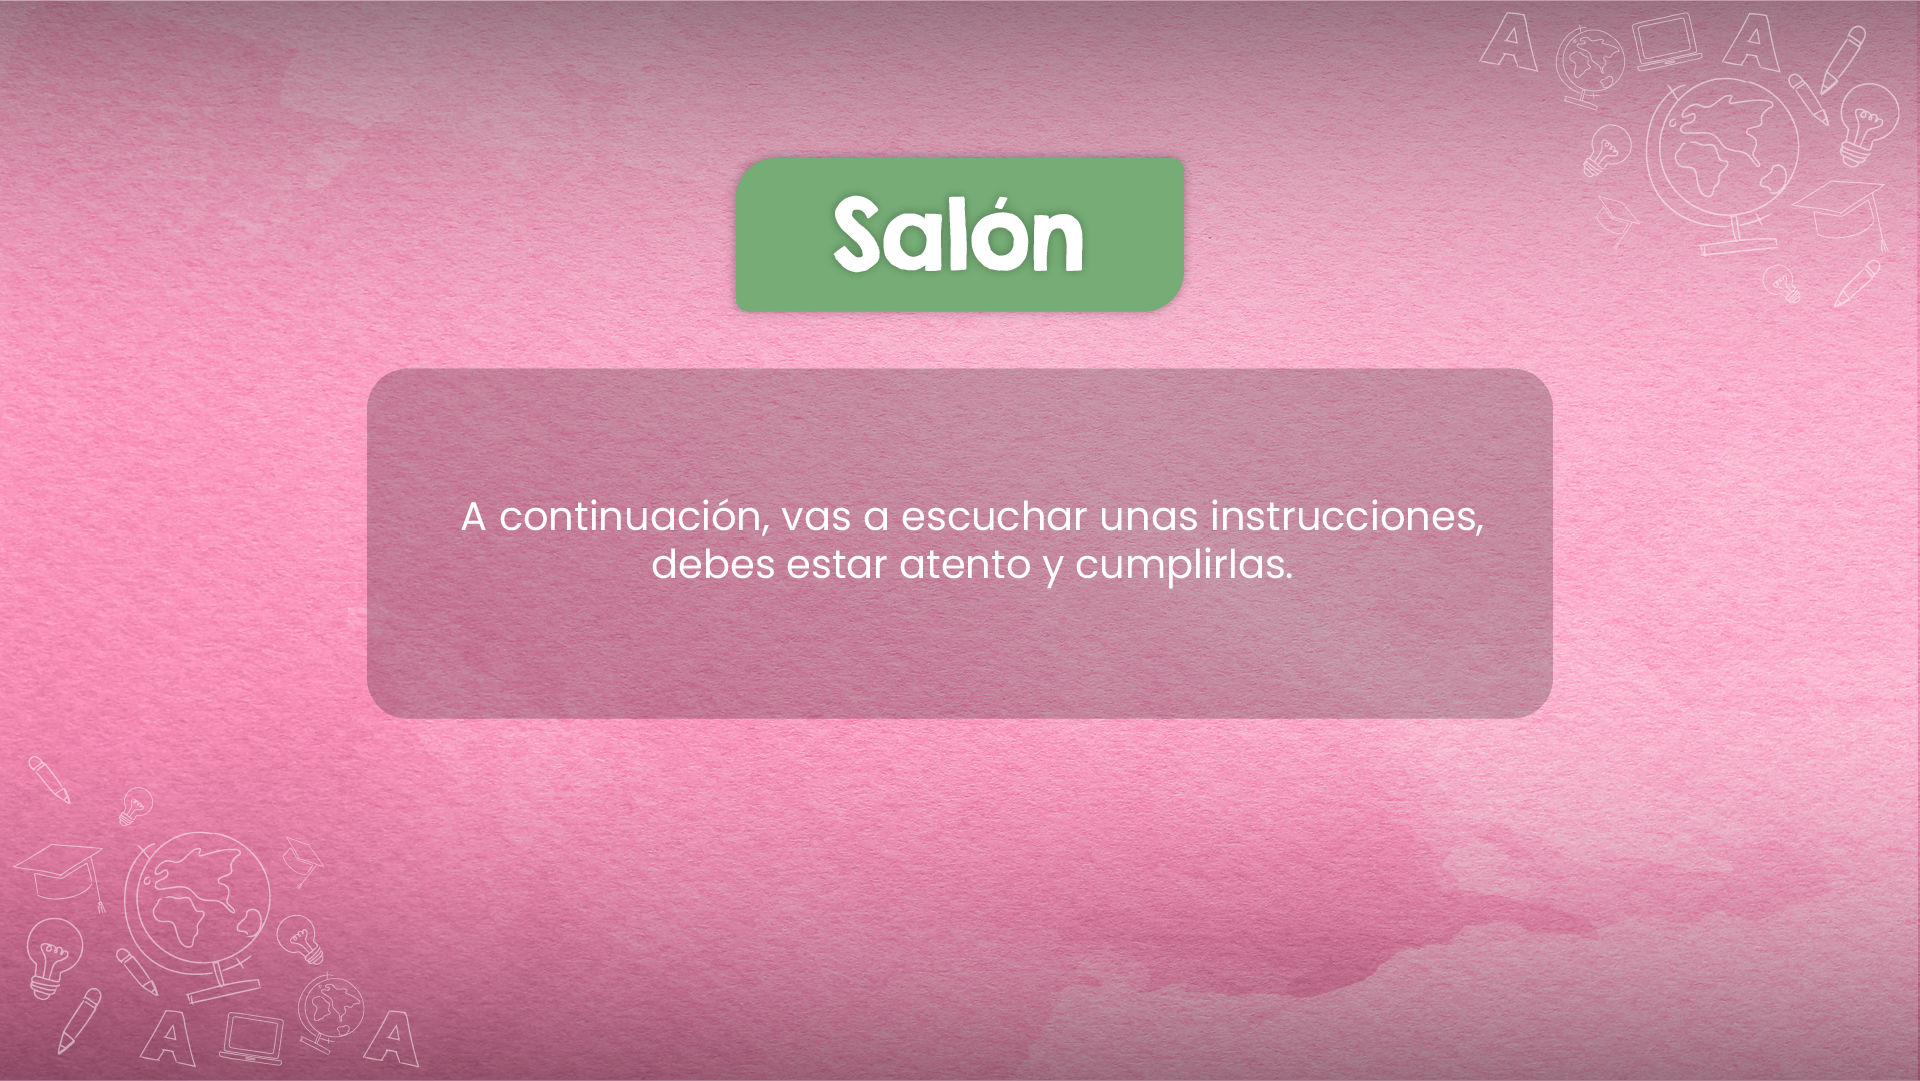 Salón
A continuación, vas a escuchar unas instrucciones,
debes estar atento y cumplirlas.
A
A
A
A